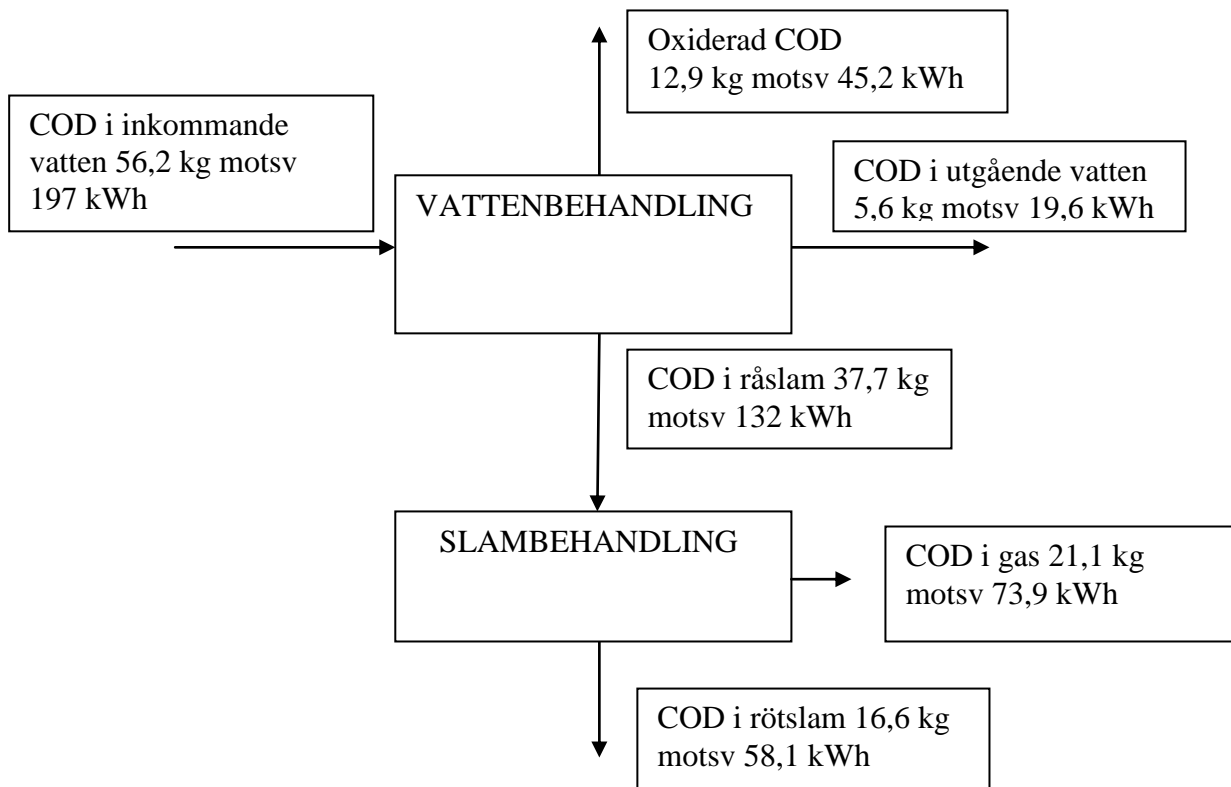 Oxiderad COD
12,9 kg motsv 45,2 kWh
COD i inkommande
vatten 56,2 kg motsv
197 kWh
COD i utgående vatten
5,6 kg motsv 19,6 kWh
VATTENBEHANDLING
COD i råslam 37,7 kg
motsv 132 kWh
SLAMBEHANDLING
COD i gas 21,1 kg
motsv 73,9 kWh
COD i rötslam 16,6 kg
motsv 58,1 kWh